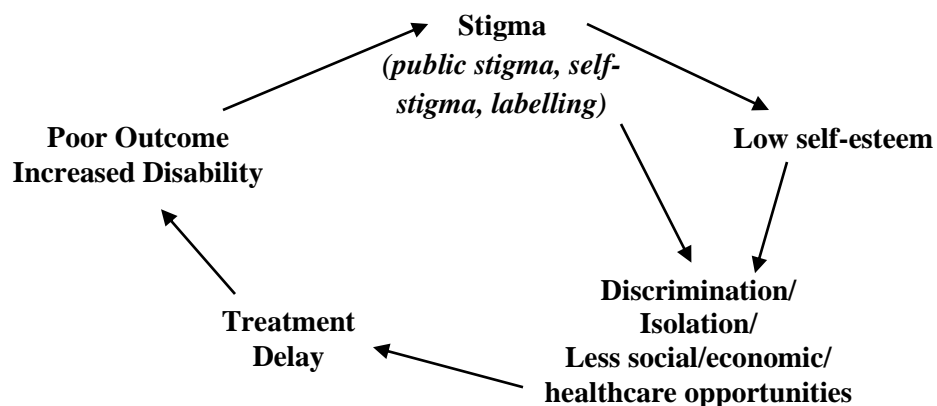 Stigma
(public stigma, self-
stigma, labelling)
Poor Outcome
Increased Disability
Low self-esteem
Discrimination/
Isolation/
Less social/economic/
healthcare opportunities
Treatment
Delay